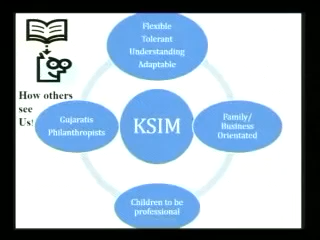 Flexible
Tolerant
Understanding
Adaptable
How others
see
Us!
Gujaratis
Philanthropists
KSIM
Family/
Business
Orientated
Children to be
professional